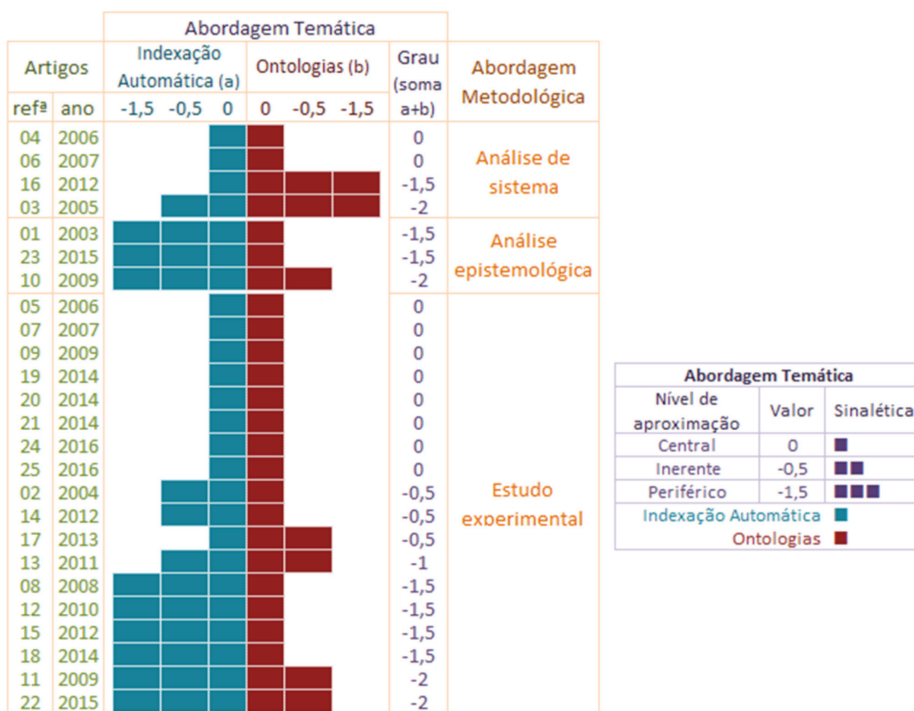 Abordagem Temática
Artigos Indexação Automática (a) Ontologias (b) Grau (soma a+b) Abordagem Metodológica
refª ano -1,5 -0,5 0 0 -0,5 -1,5
04 2006 0
06 2007 0
16 2012 -1,5
03 2005 -2
Análise de
sistema
01 2003 -1,5
23 2015 -1,5
10 2009 -2
Análise
epistemológica
05 2006 0
07 2007 0
09 2009 0
19 2014 0
20 2014 0
21 2014 0
24 2016 0
25 2016 0
02 2004 -0,5
14 2012 -0,5
17 2013 -0,5
13 2011 -1
08 2008 -1,5
12 2010 -1,5
15 2012 -1,5
18 2014 -1,5
11 2009 -2
22 2015 -2
Estudo
experimental
Abordagem Temática
Nível de aproximação Valor Sinalética
Central 0
Inerente -0,5
Periférico -1,5
Indexação Automática
Ontologias